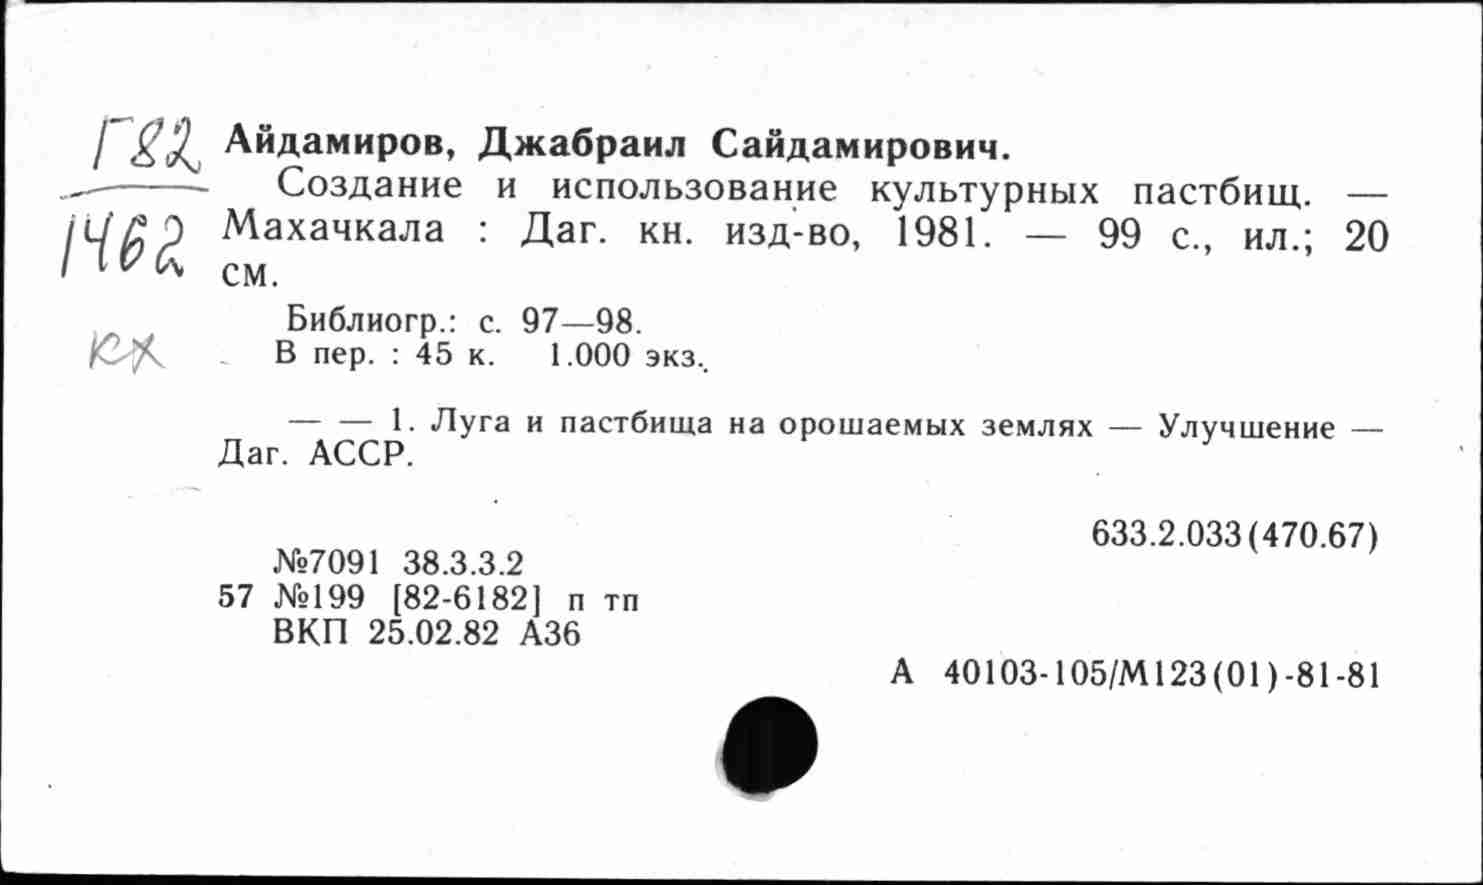 Г82
1462
кх
Айдамиров, Джабраил Сайдамирович.
Создание и использование культурных пастбищ. —
Махачкала : Даг. кн. изд-во, 1981. — 99 с., ил.; 20
см.
Библиогр.: с. 97—98.
В пер. : 45 к. 1.000 экз.
— — 1. Луга и пастбища на орошаемых землях — Улучшение —
Даг. АССР.
633.2.033(470.67)
№7091 38.3.3.2
57 №199 [82-6182] п тп
ВКП 25.02.82 А36
А 40103-105/М123(01)-81-81